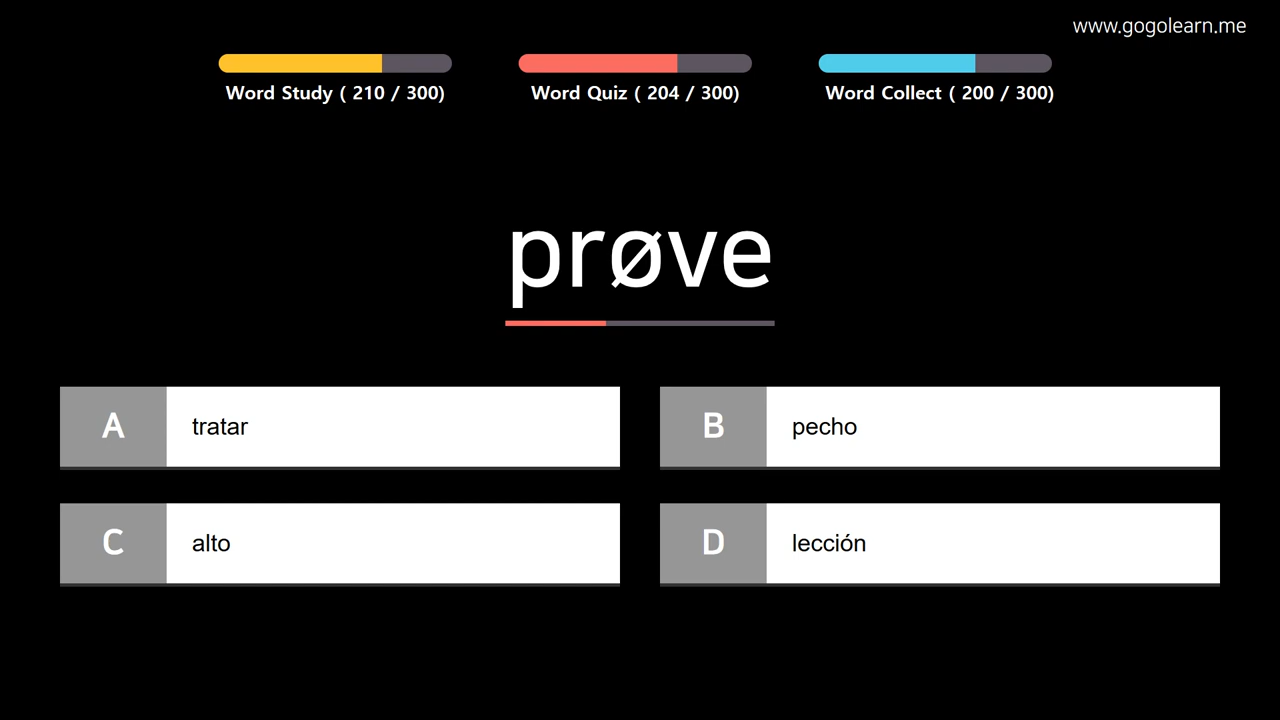 www.gogolearn.me
Word Study ( 210 / 300)
Word Quiz ( 204 / 300)
Word Collect ( 200 / 300)
prøve
A tratar
B pecho
C alto
D lección